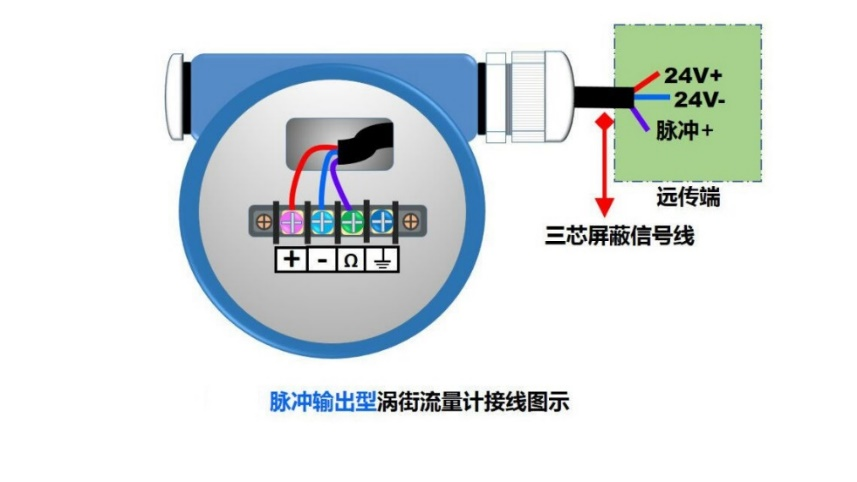 24V+
24V-
脉冲+
远传端
三芯屏蔽信号线
+ - Ω ⏚
脉冲输出型涡街流量计接线图示